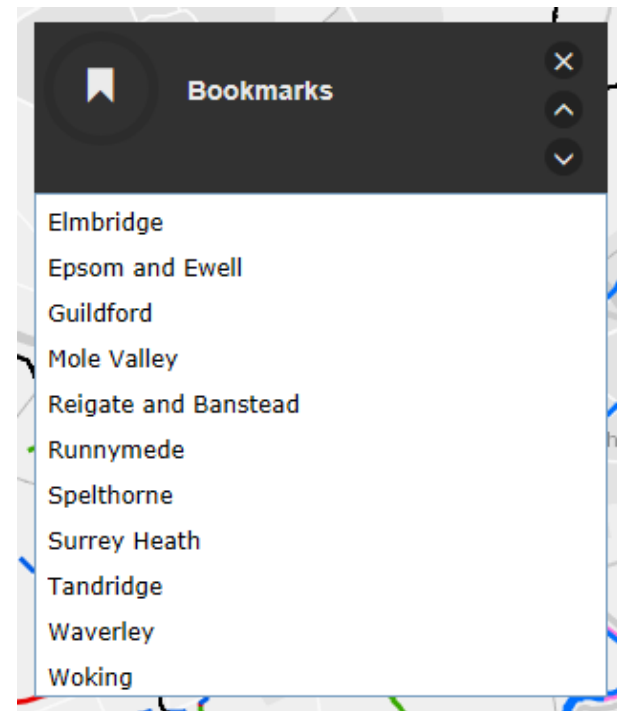 Bookmarks
Elmbridge
Epsom and Ewell
Guildford
Mole Valley
Reigate and Banstead
Runnymede
Spelthorne
Surrey Heath
Tandridge
Waverley
Woking